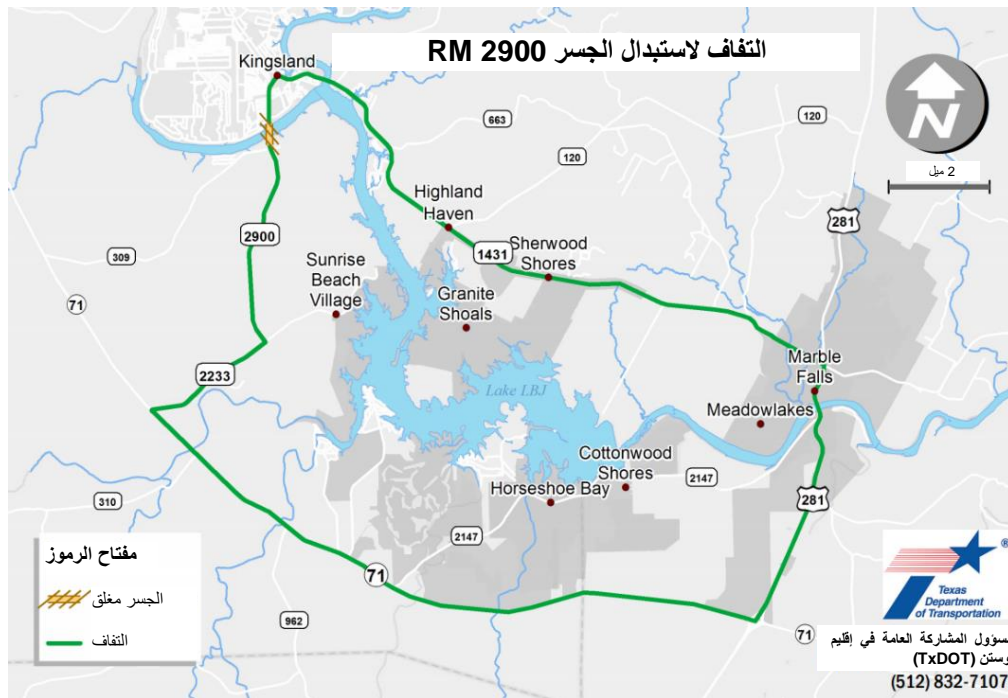 التفاف لاستبدال الجسر RM 2900
Kingsland
663
120
120
2 ميل
Highland
Haven
281
2900
1431
Sherwood
Shores
309
Sunrise
Beach
Village
Granite
Shoals
71
2233
Marble
Falls
Lake LBJ
Meadowlakes
Cottonwood
Shores
2147
310
Horseshoe Bay
281
2147
مفتاح الرموز
71
الجسر مغلق
962
التفاف
®
Texas
Department
of Transportation
71
المشاركة العامة في إقليم
(TxDOT)
(512) 832-7107